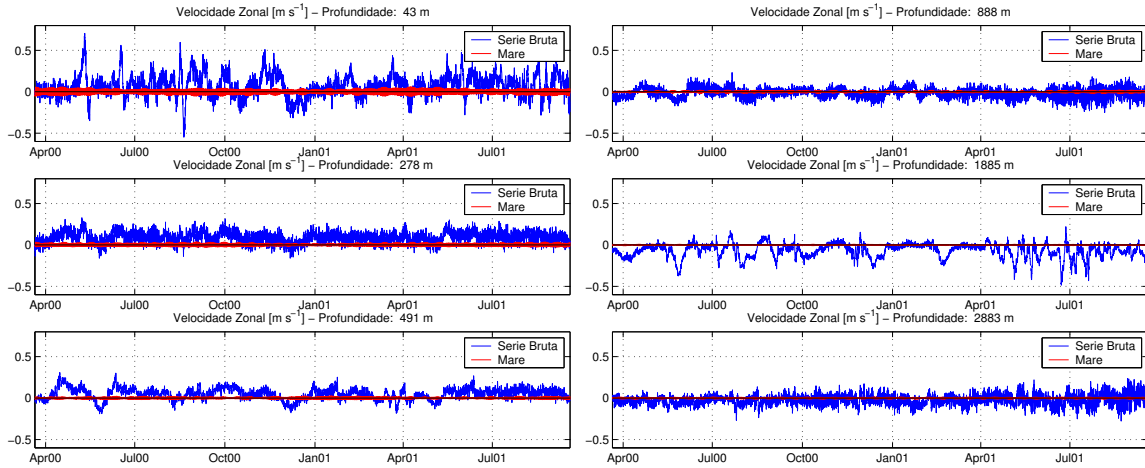 Velocidade Zonal [m s⁻¹] – Profundidade: 43 m
0.5
0
−0.5
Serie Bruta
Mare
Apr00 Jul00 Oct00 Jan01 Apr01 Jul01
Velocidade Zonal [m s⁻¹] – Profundidade: 278 m
0.5
0
−0.5
Serie Bruta
Mare
Apr00 Jul00 Oct00 Jan01 Apr01 Jul01
Velocidade Zonal [m s⁻¹] – Profundidade: 491 m
0.5
0
−0.5
Serie Bruta
Mare
Apr00 Jul00 Oct00 Jan01 Apr01 Jul01
Velocidade Zonal [m s⁻¹] – Profundidade: 888 m
0.5
0
−0.5
Serie Bruta
Mare
Apr00 Jul00 Oct00 Jan01 Apr01 Jul01
Velocidade Zonal [m s⁻¹] – Profundidade: 1885 m
0.5
0
−0.5
Serie Bruta
Mare
Apr00 Jul00 Oct00 Jan01 Apr01 Jul01
Velocidade Zonal [m s⁻¹] – Profundidade: 2883 m
0.5
0
−0.5
Serie Bruta
Mare
Apr00 Jul00 Oct00 Jan01 Apr01 Jul01